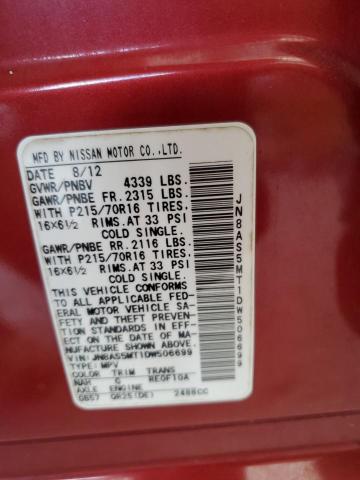 MFD BY NISSAN MOTOR CO.,LTD.
DATE 8/12
GVWR/PNBV 4339 LBS.
GAWR/PNBE FR. 2315 LBS.
WITH P215/70R16 TIRES.
16X6½ RIMS. AT 33 PSI
COLD SINGLE.
GAWR/PNBE RR. 2116 LBS.
WITH P215/70R16 TIRES.
16X6½ RIMS. AT 33 PSI
COLD SINGLE.
THIS VEHICLE CONFORMS
TO ALL APPLICABLE FED-
ERAL MOTOR VEHICLE SA-
FETY AND THEFT PREVEN-
TION STANDARDS IN EFFECT
ON THE DATE OF MA-
NUFACTURE SHOWN ABOVE.
VIN: JN8AS5MT1DW506699
TYPE: MPV
COLOR TRIM TRANS
NAH G RE0F10A
AXLE ENGINE
GB57 QR25(DE) 2488CC
JN8AS5MT1DW506699